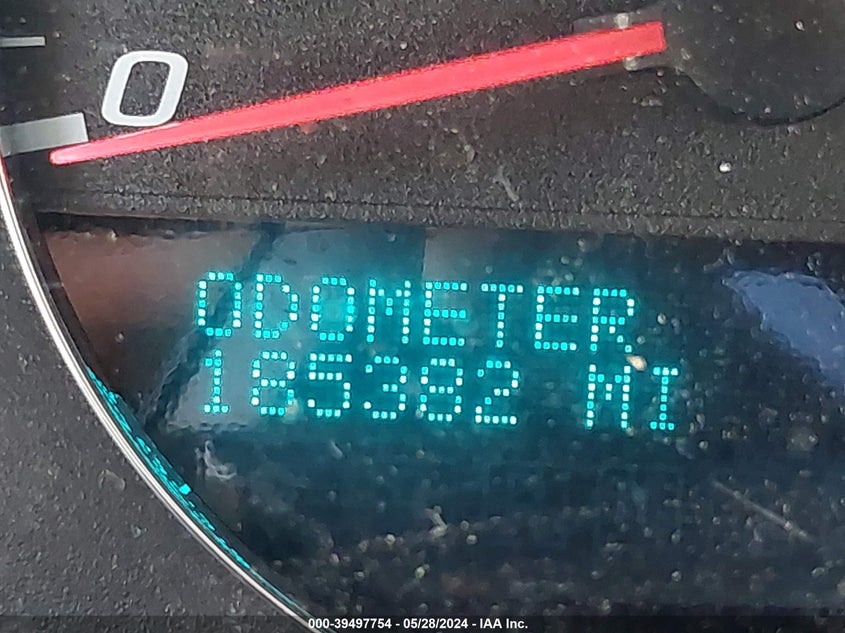 0
ODOMETER
185382 MI
000-39497754 - 05/28/2024 - IAA Inc.